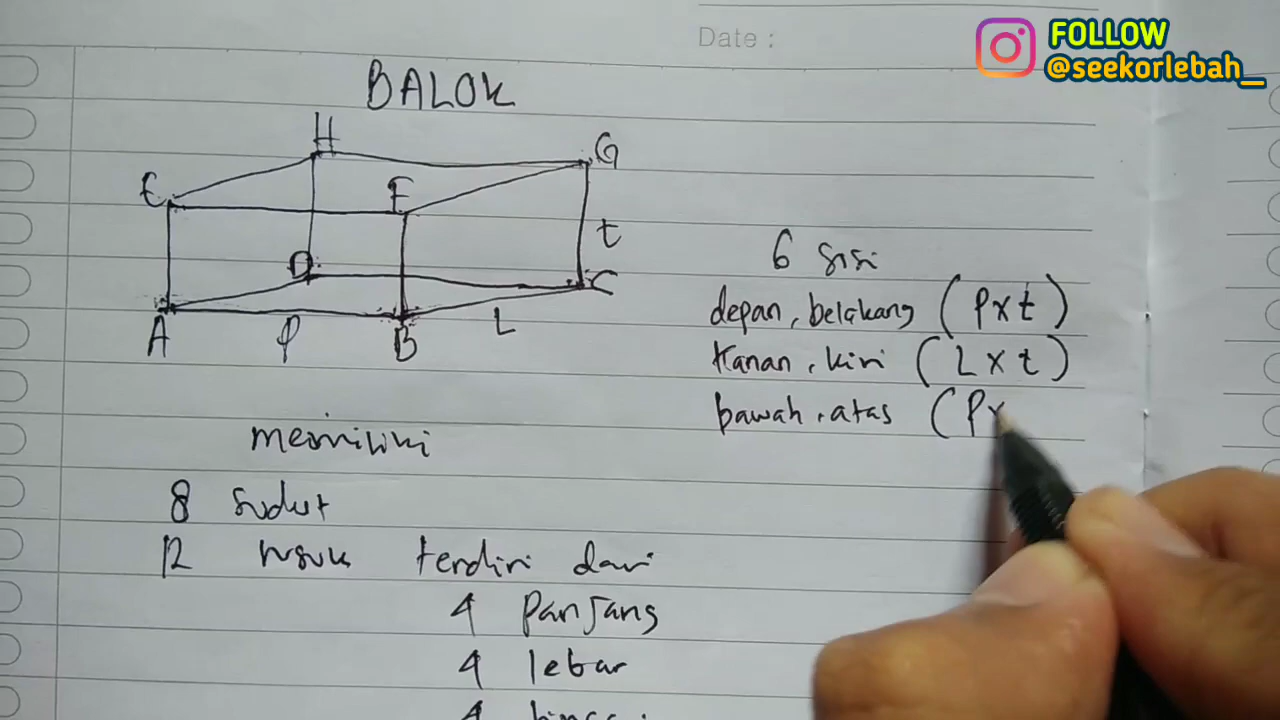 Date :
FOLLOW
@seekorlebah_
BALOK
H
G
E
F
t
D
C
A
P
B
L
6 sisi
depan, belakang (P x t)
Kanan, kiri (L x t)
bawah, atas (P x
memiliki
8 sudut
12 rusuk terdiri dari
4 Panjang
4 lebar
4